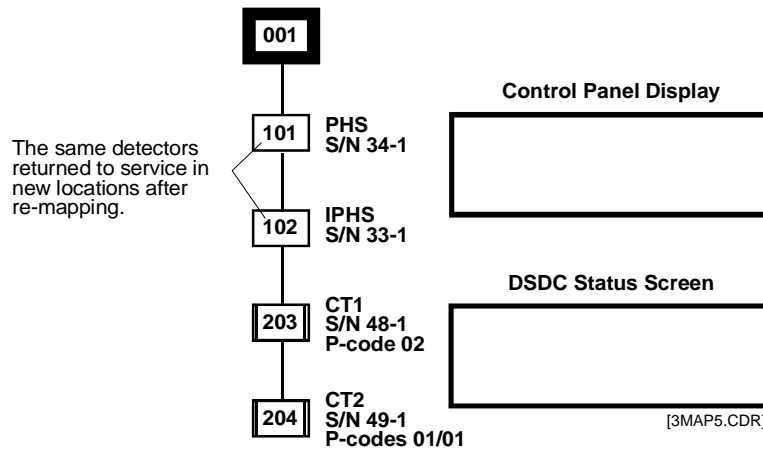 001
The same detectors
returned to service in
new locations after
re-mapping.
101
PHS
S/N 34-1
102
IPHS
S/N 33-1
203
CT1
S/N 48-1
P-code 02
204
CT2
S/N 49-1
P-codes 01/01
Control Panel Display
DSDC Status Screen
[3MAP5.CDR]